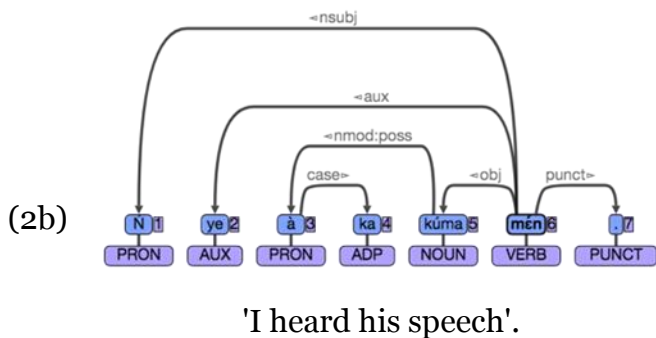 ⊲nsubj
⊲aux
⊲nmod:poss
case⊳ ⊲obj punct⊳
(2b) N 1 ye 2 à 3 ka 4 kúma 5 mɛ́n 6 . 7
PRON AUX PRON ADP NOUN VERB PUNCT
'I heard his speech'.